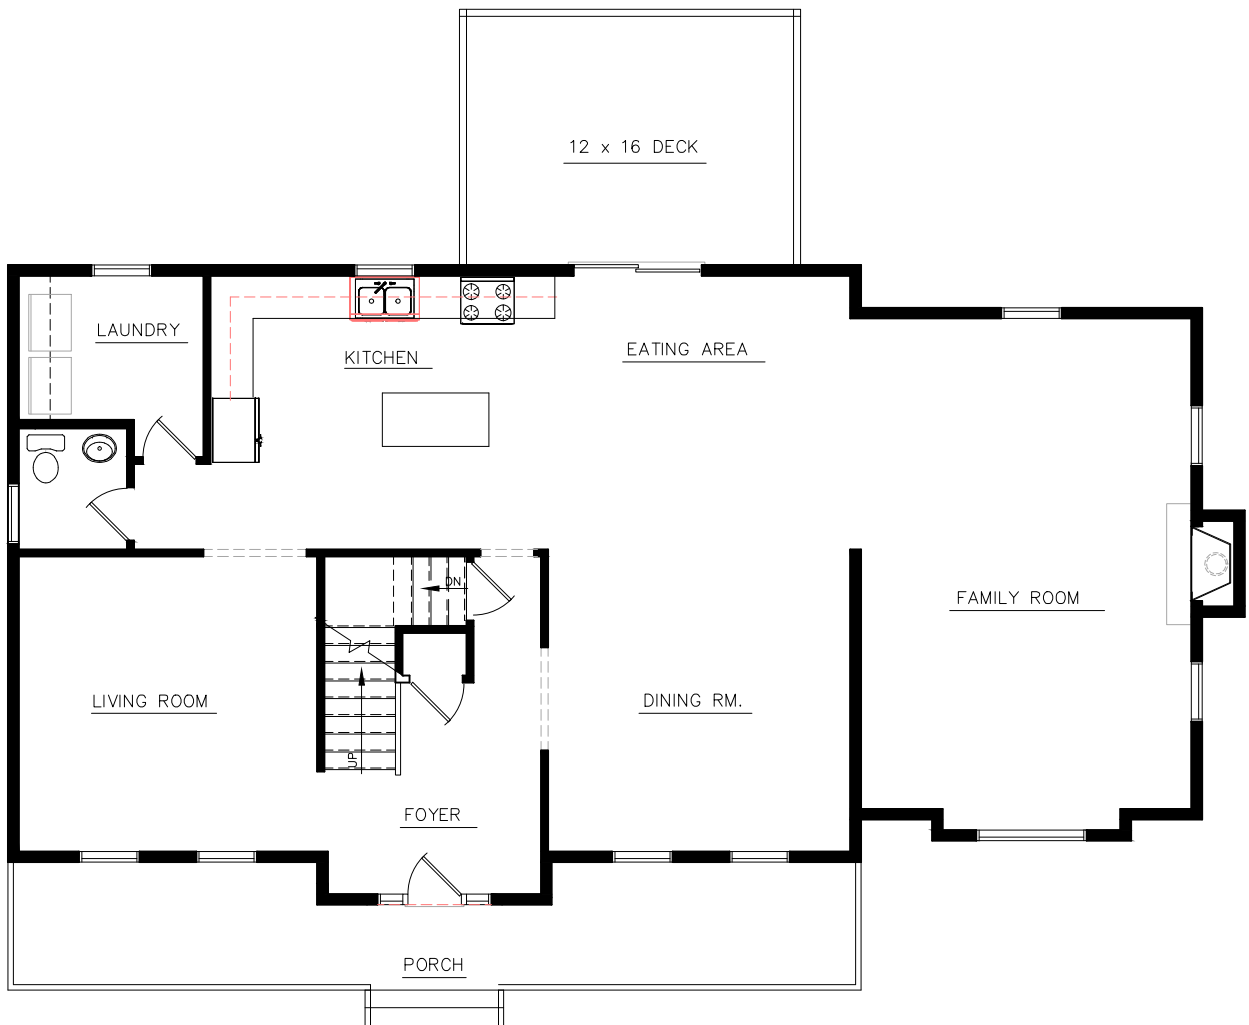 12 x 16 DECK
LAUNDRY
KITCHEN
EATING AREA
DN
FAMILY ROOM
LIVING ROOM
DINING RM.
UP
FOYER
PORCH